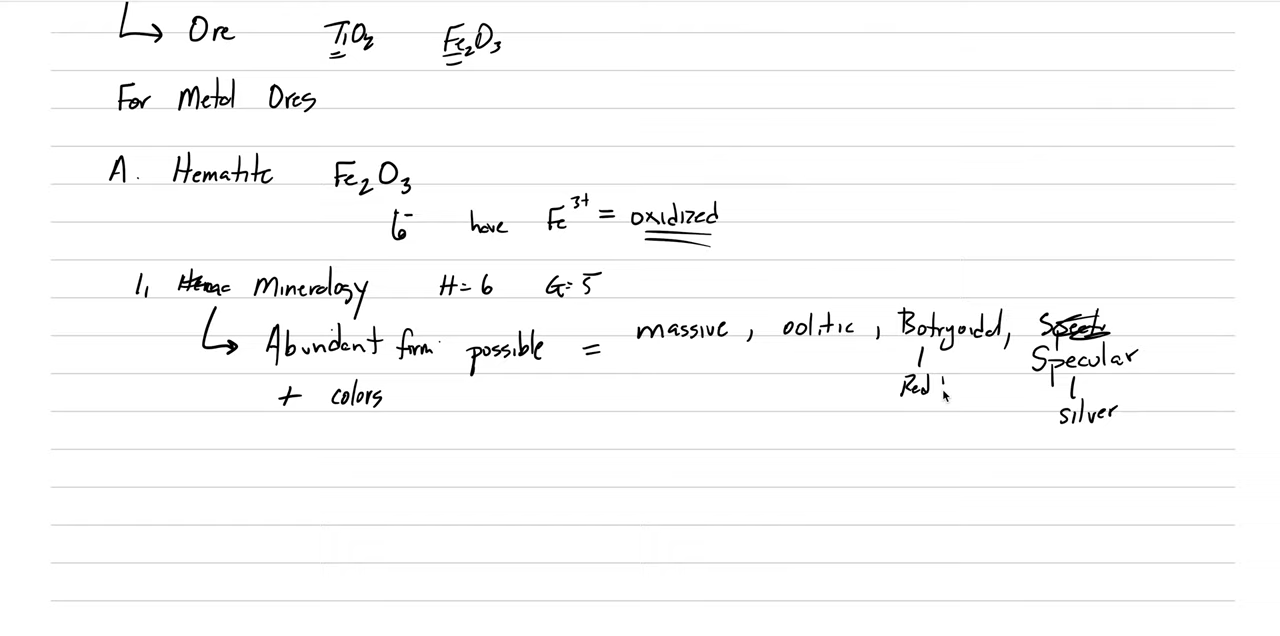 ↳ Ore TiO₂ Fe₂O₃
For Metal Ores
A. Hematite Fe₂O₃
6⁻ have Fe³⁺ = oxidized
1, Minerology H=6 G=5
↳ Abundant form possible = massive, oolitic, Botryoidal, Specular
+ colors Red silver